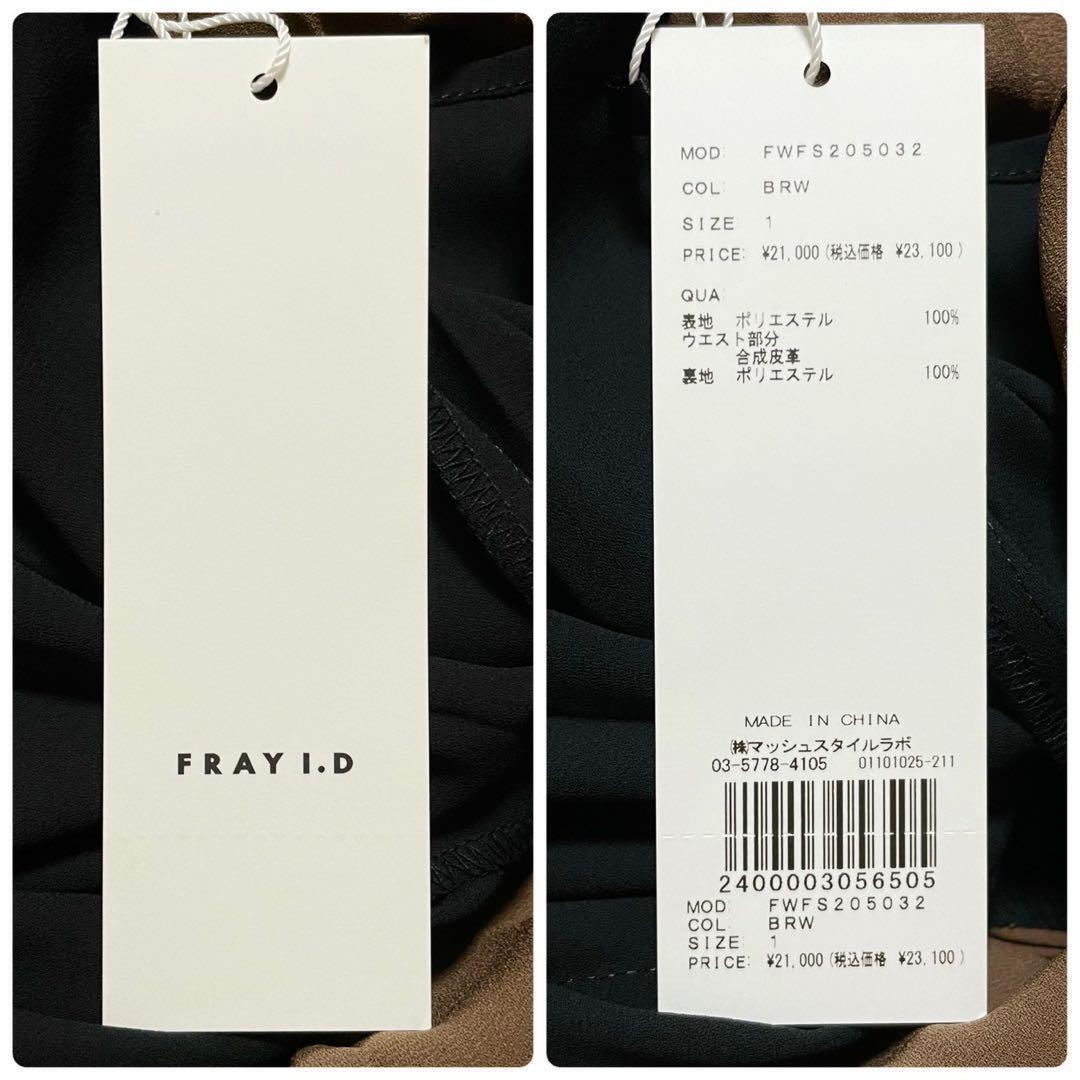 FRAY I.D
MOD: FWFS205032
COL: BRW
SIZE 1
PRICE: ¥21,000(税込価格 ¥23,100)
QUA:
表地 ポリエステル 100%
ウエスト部分
合成皮革
裏地 ポリエステル 100%
MADE IN CHINA
㈱マッシュスタイルラボ
03-5778-4105 01101025-211
2400003056505
MOD: FWFS205032
COL: BRW
SIZE: 1
PRICE: ¥21,000(税込価格 ¥23,100)